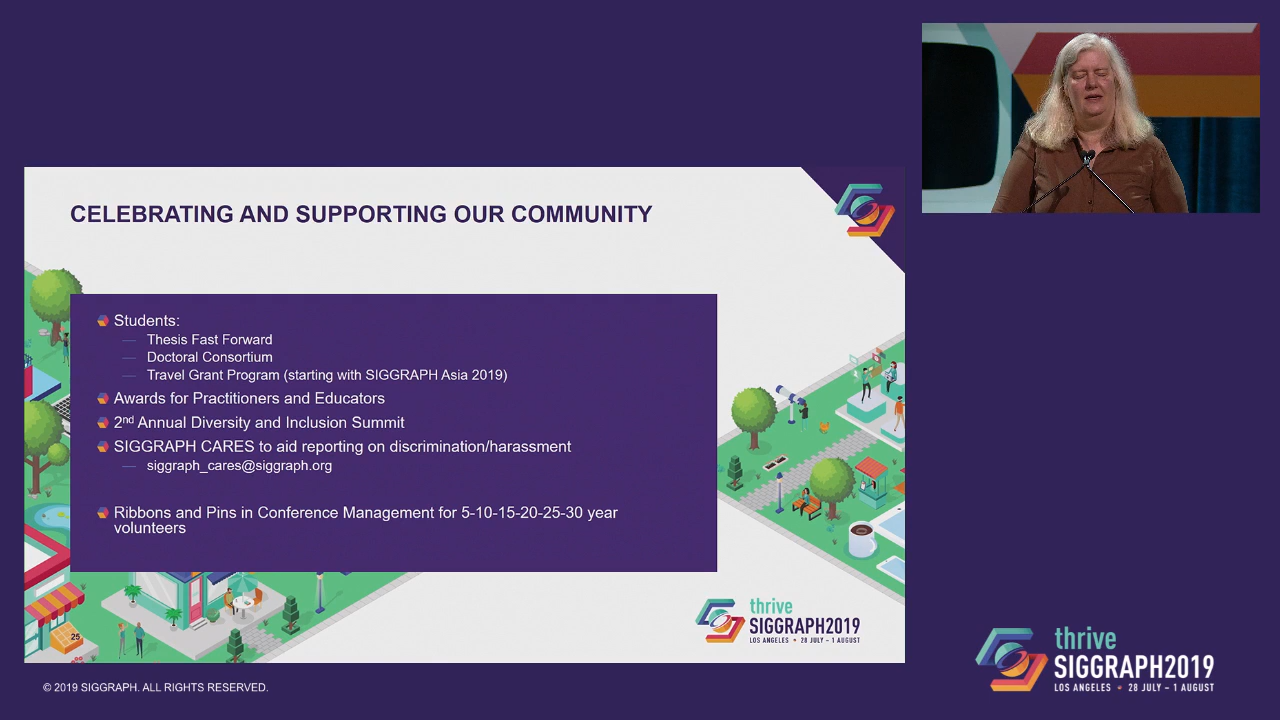 CELEBRATING AND SUPPORTING OUR COMMUNITY
Students:
Thesis Fast Forward
Doctoral Consortium
Travel Grant Program (starting with SIGGRAPH Asia 2019)
Awards for Practitioners and Educators
2nd Annual Diversity and Inclusion Summit
SIGGRAPH CARES to aid reporting on discrimination/harassment
siggraph_cares@siggraph.org
Ribbons and Pins in Conference Management for 5-10-15-20-25-30 year
volunteers
25
thrive
SIGGRAPH2019
LOS ANGELES • 28 JULY – 1 AUGUST
© 2019 SIGGRAPH. ALL RIGHTS RESERVED.
thrive
SIGGRAPH2019
LOS ANGELES • 28 JULY – 1 AUGUST